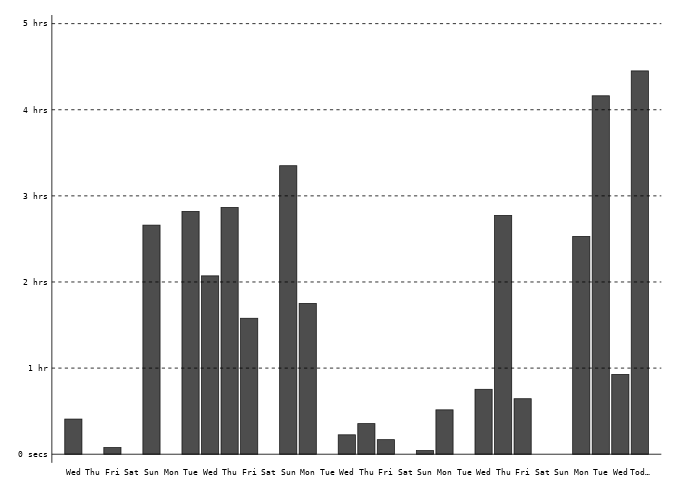 5 hrs
4 hrs
3 hrs
2 hrs
1 hr
0 secs
Wed Thu Fri Sat Sun Mon Tue Wed Thu Fri Sat Sun Mon Tue Wed Thu Fri Sat Sun Mon Tue Wed Thu Fri Sat Sun Mon Tue Wed Tod…